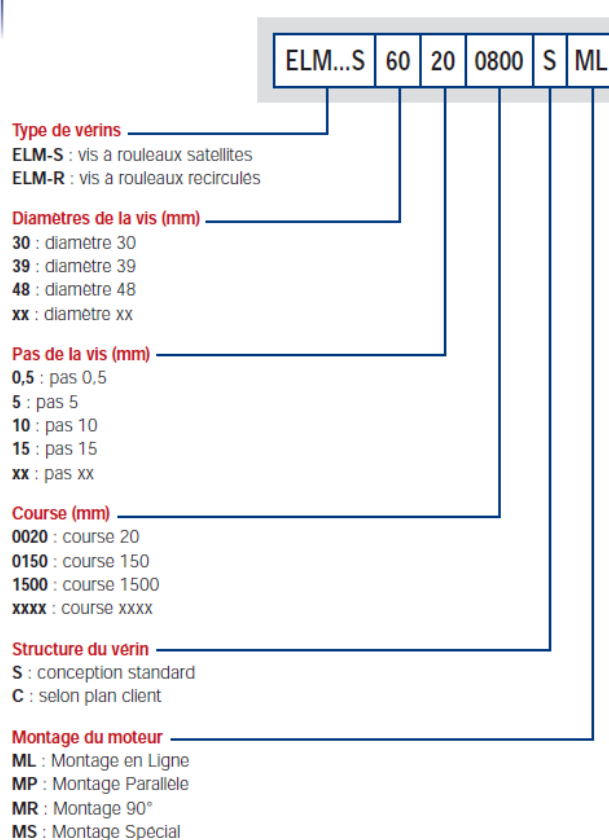 ELM...S 60 20 0800 S ML
Type de vérins
ELM-S : vis à rouleaux satellites
ELM-R : vis à rouleaux recirculés
Diamètres de la vis (mm)
30 : diamètre 30
39 : diamètre 39
48 : diamètre 48
xx : diamètre xx
Pas de la vis (mm)
0,5 : pas 0,5
5 : pas 5
10 : pas 10
15 : pas 15
xx : pas xx
Course (mm)
0020 : course 20
0150 : course 150
1500 : course 1500
xxxx : course xxxx
Structure du vérin
S : conception standard
C : selon plan client
Montage du moteur
ML : Montage en Ligne
MP : Montage Parallèle
MR : Montage 90°
MS : Montage Spécial